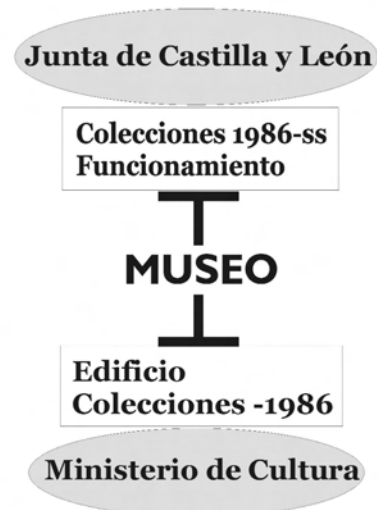 Junta de Castilla y León
Colecciones 1986-ss
Funcionamiento
MUSEO
Edificio
Colecciones -1986
Ministerio de Cultura